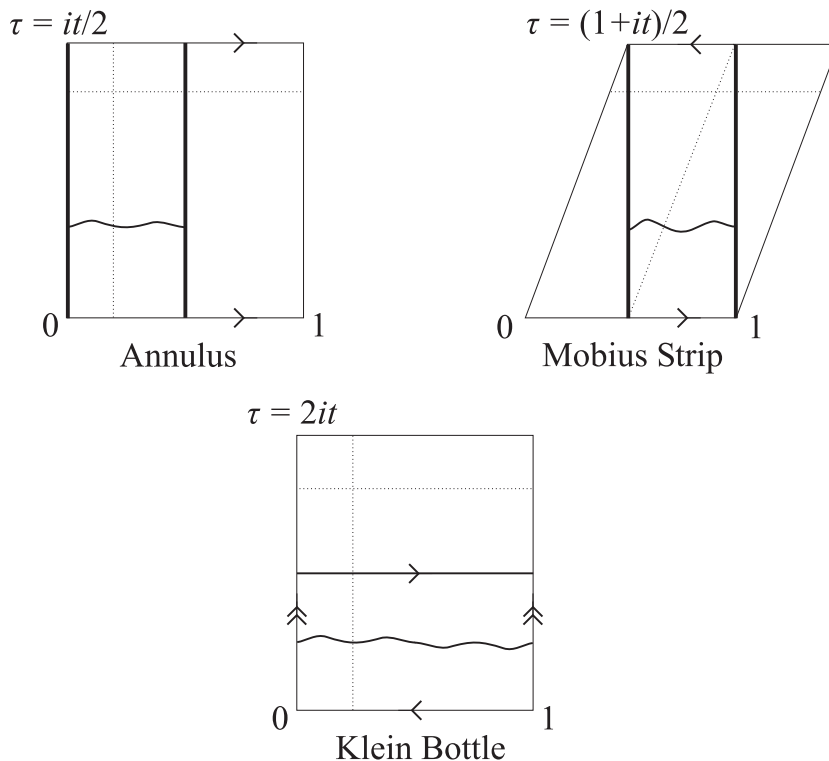 τ = it/2
τ = (1+it)/2
0 1
0 1
Annulus
Mobius Strip
τ = 2it
0 1
Klein Bottle